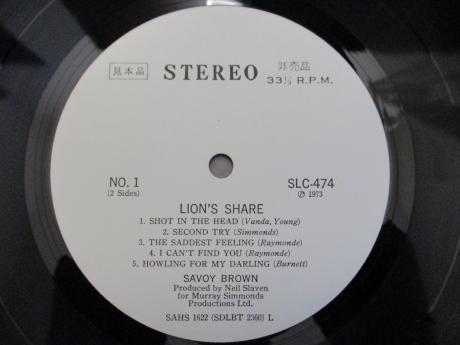 見本品 STEREO 非売品
33⅓ R.P.M.
NO. 1 SLC-474
(2 Sides) Ⓟ 1973
LION'S SHARE
1. SHOT IN THE HEAD (Vanda, Young)
2. SECOND TRY (Simmonds)
3. THE SADDEST FEELING (Raymonde)
4. I CAN'T FIND YOU (Raymonde)
5. HOWLING FOR MY DARLING (Burnett)
SAVOY BROWN
Produced by Neil Slaven
for Murray Simmonds
Productions Ltd.
SAHS 1622 (SDLBT 2360) L